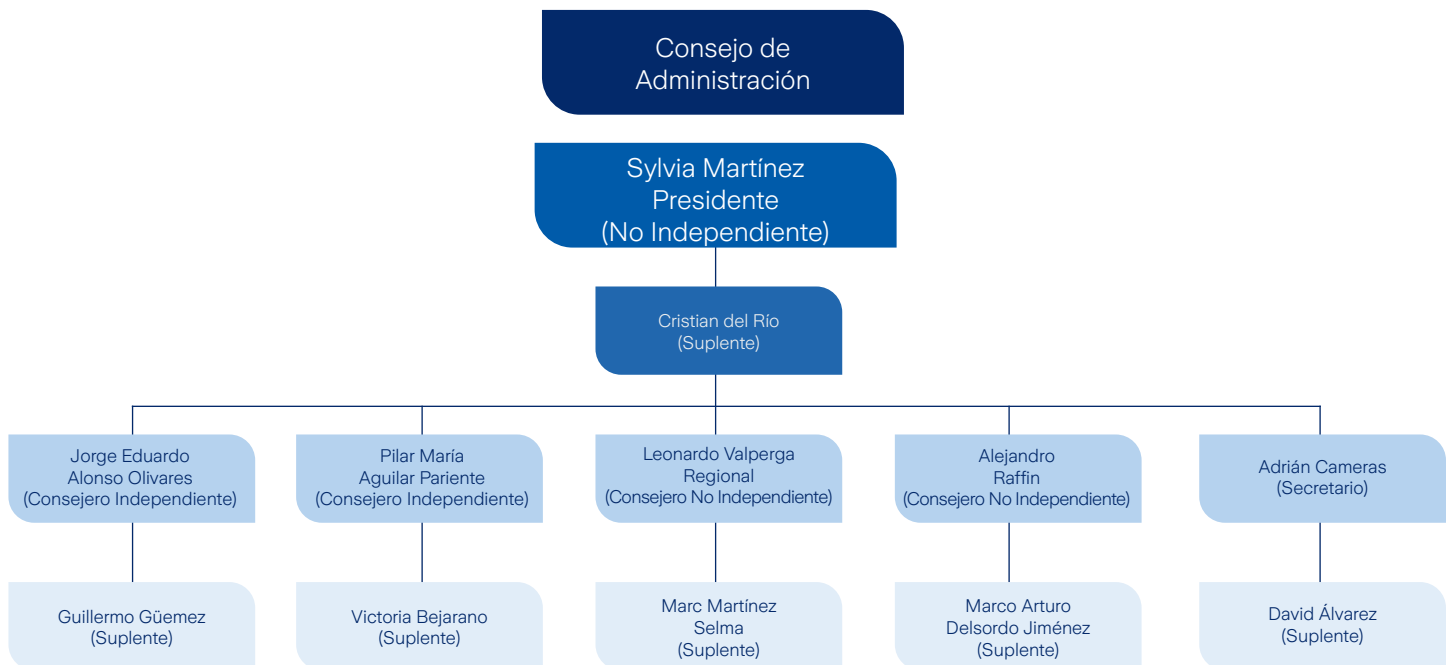 Consejo de
Administración
Sylvia Martínez
Presidente
(No Independiente)
Cristian del Río
(Suplente)
Jorge Eduardo
Alonso Olivares
(Consejero Independiente)
Pilar María
Aguilar Pariente
(Consejero Independiente)
Leonardo Valperga
Regional
(Consejero No Independiente)
Alejandro
Raffin
(Consejero No Independiente)
Adrián Cameras
(Secretario)
Guillermo Güemez
(Suplente)
Victoria Bejarano
(Suplente)
Marc Martínez
Selma
(Suplente)
Marco Arturo
Delsordo Jiménez
(Suplente)
David Álvarez
(Suplente)